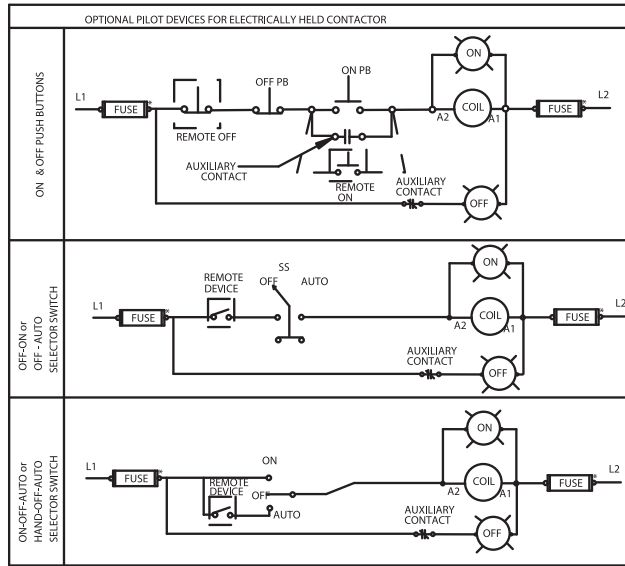 OPTIONAL PILOT DEVICES FOR ELECTRICALLY HELD CONTACTOR
ON & OFF PUSH BUTTONS
L1
FUSE*
REMOTE OFF
OFF PB
ON PB
AUXILIARY
CONTACT
REMOTE
ON
ON
COIL
A2
A1
FUSE*
L2
AUXILIARY
CONTACT
OFF
OFF-ON or
OFF - AUTO
SELECTOR SWITCH
L1
FUSE*
REMOTE
DEVICE
SS
OFF
AUTO
ON
COIL
A2
A1
FUSE*
L2
AUXILIARY
CONTACT
OFF
ON-OFF-AUTO or
HAND-OFF-AUTO
SELECTOR SWITCH
L1
FUSE*
REMOTE
DEVICE
ON
OFF
AUTO
ON
COIL
A2
A1
FUSE*
L2
AUXILIARY
CONTACT
OFF